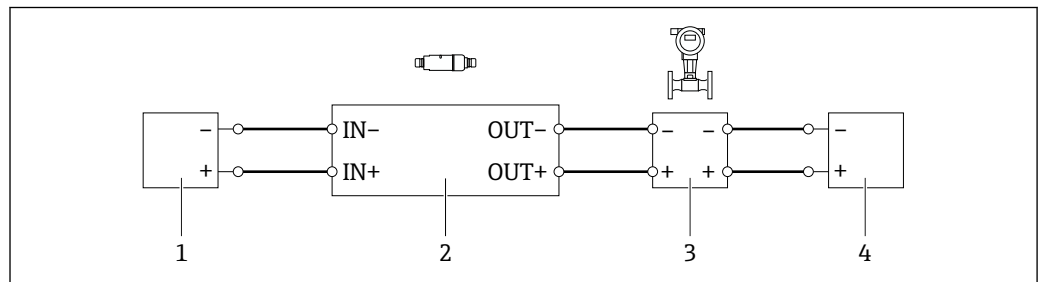 − IN− OUT− − − −
+ IN+ OUT+ + + +
1 2 3 4